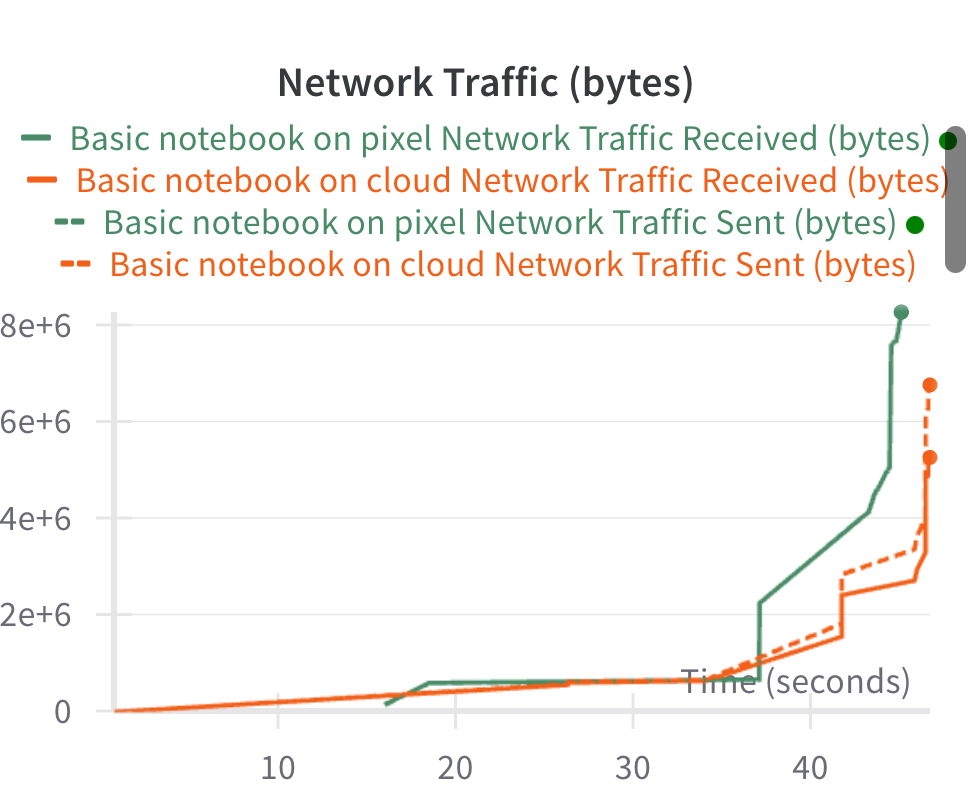 Network Traffic (bytes)
Basic notebook on pixel Network Traffic Received (bytes)
Basic notebook on cloud Network Traffic Received (bytes)
Basic notebook on pixel Network Traffic Sent (bytes)
Basic notebook on cloud Network Traffic Sent (bytes)
8e+6
6e+6
4e+6
2e+6
Time (seconds)
0
10 20 30 40